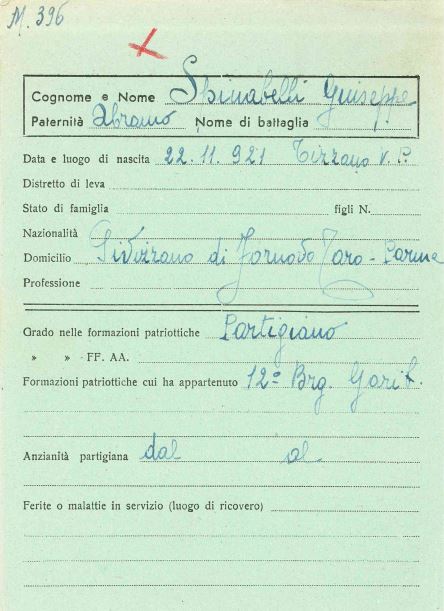 M. 396
Cognome e Nome Spinabelli Giuseppe
Paternità Abramo Nome di battaglia
Data e luogo di nascita 22.11.921 Tizzano V. P.
Distretto di leva
Stato di famiglia figli N.
Nazionalità
Domicilio di Fornovo Taro - Parma
Professione
Grado nelle formazioni patriottiche Partigiano
» » FF. AA.
Formazioni patriottiche cui ha appartenuto 12ª Brg. Garib.
Anzianità partigiana dal al
Ferite o malattie in servizio (luogo di ricovero)